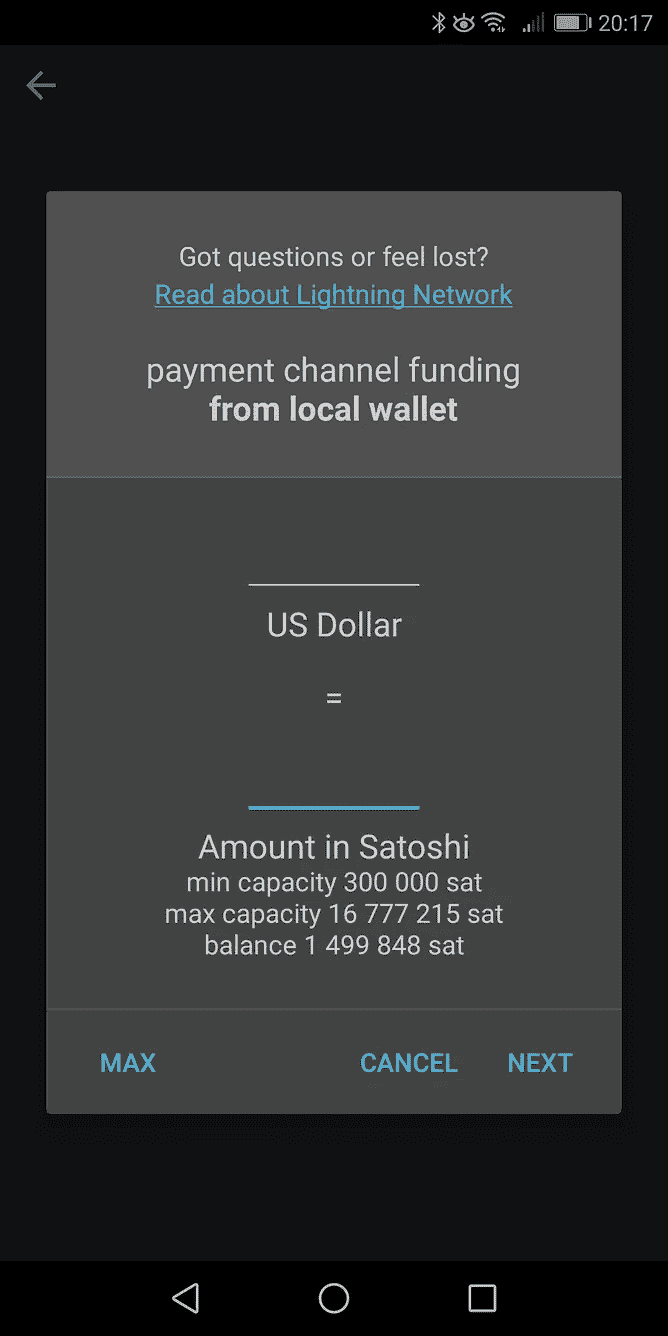 20:17
Got questions or feel lost?
Read about Lightning Network
payment channel funding
from local wallet
US Dollar
=
Amount in Satoshi
min capacity 300 000 sat
max capacity 16 777 215 sat
balance 1 499 848 sat
MAX CANCEL NEXT